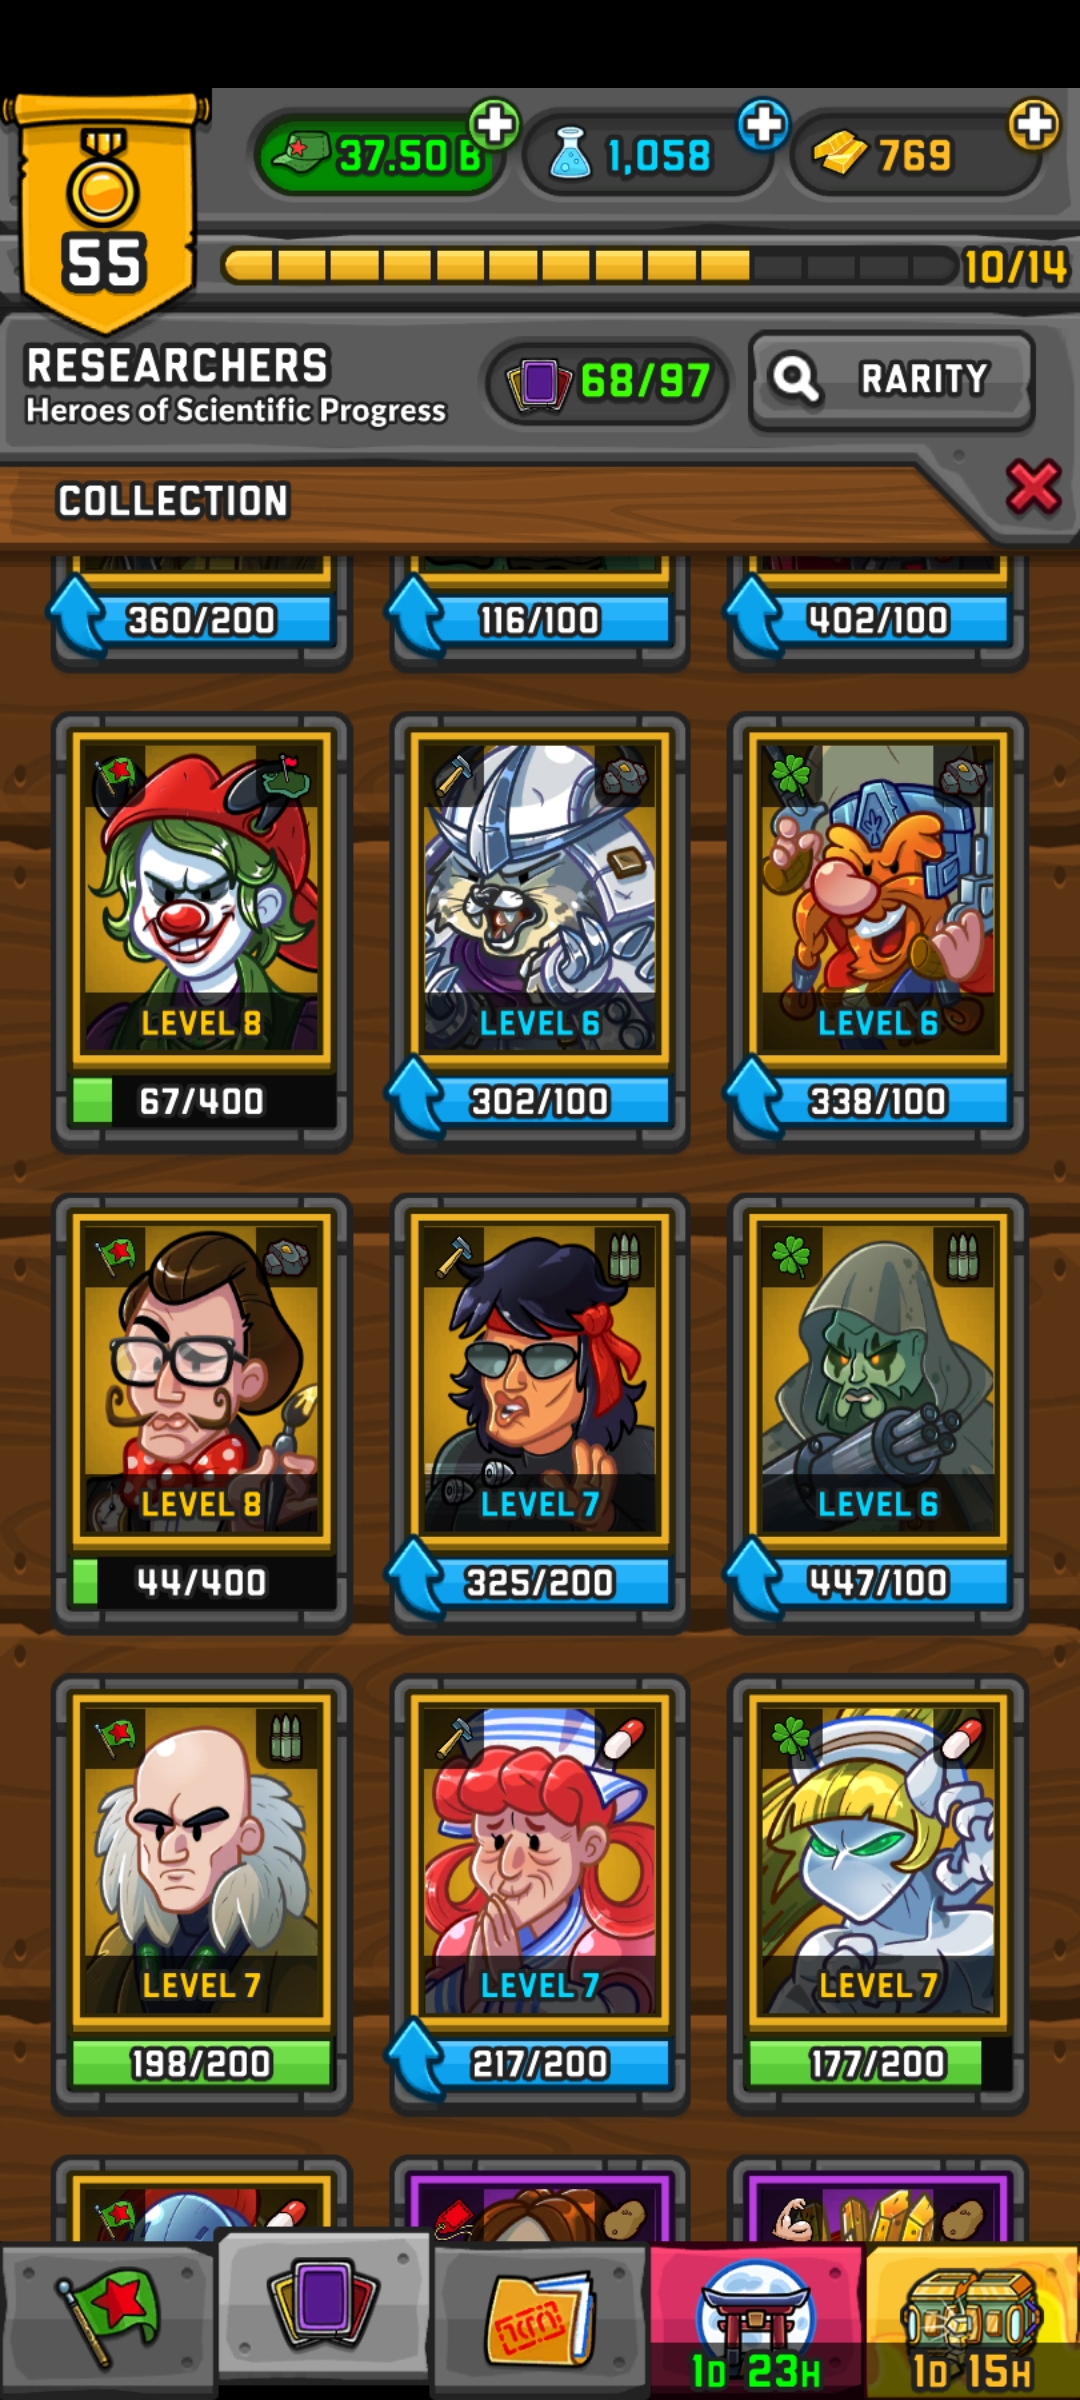 37.50 B
1,058
769
55
10/14
RESEARCHERS
Heroes of Scientific Progress
68/97
RARITY
COLLECTION
360/200
116/100
402/100
LEVEL 8
LEVEL 6
LEVEL 6
67/400
302/100
338/100
LEVEL 8
LEVEL 7
LEVEL 6
44/400
325/200
447/100
LEVEL 7
LEVEL 7
LEVEL 7
198/200
217/200
177/200
1D 23H
1D 15H